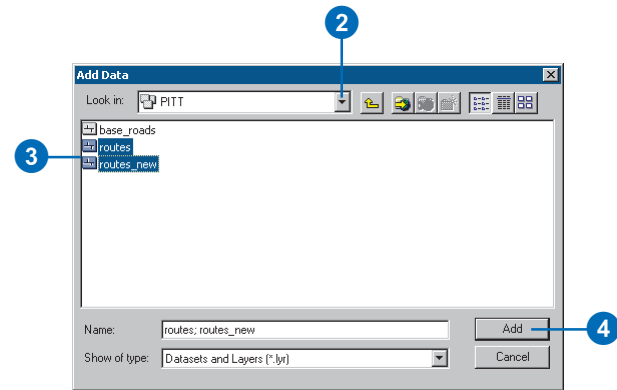 2
Add Data
Look in: PITT
base_roads
3
routes
routes_new
Name: routes; routes_new
Add
4
Show of type: Datasets and Layers (*.lyr)
Cancel